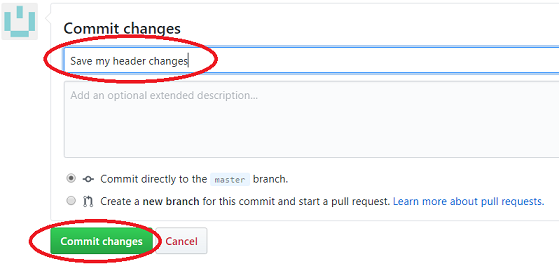 Commit changes
Save my header changes
Add an optional extended description...
Commit directly to the master branch.
Create a new branch for this commit and start a pull request. Learn more about pull requests.
Commit changes Cancel